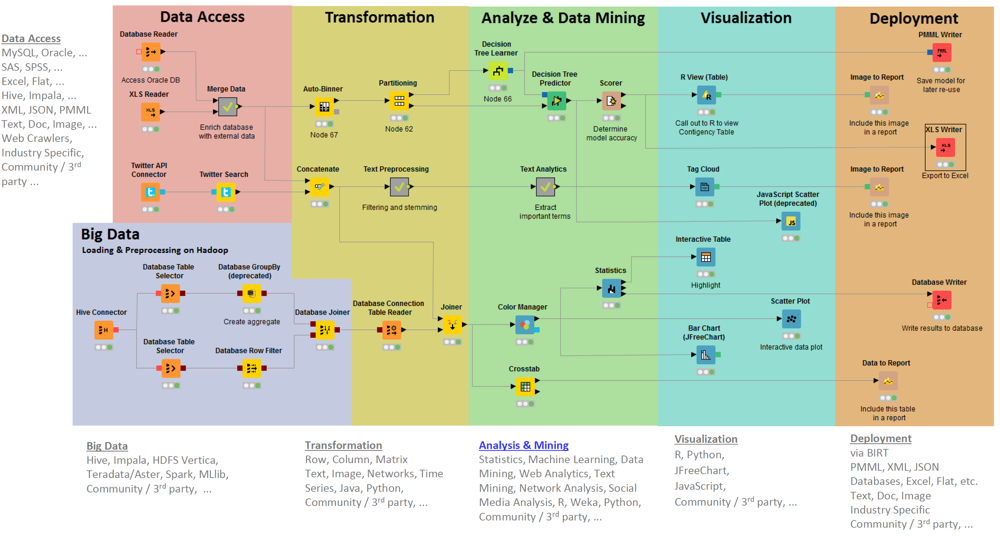 Data Access
Transformation
Analyze & Data Mining
Visualization
Deployment
Data Access
MySQL, Oracle, ...
SAS, SPSS, ...
Excel, Flat, ...
Hive, Impala, ...
XML, JSON, PMML
Text, Doc, Image, ...
Web Crawlers,
Industry Specific,
Community / 3rd
party ...
Database Reader
Access Oracle DB
XLS Reader
XLS
Merge Data
Enrich database
with external data
Twitter API
Connector
Twitter Search
Auto-Binner
Node 67
Partitioning
Node 62
Concatenate
Text Preprocessing
Filtering and stemming
Decision
Tree Learner
Node 66
Decision Tree
Predictor
Scorer
Determine
model accuracy
Text Analytics
Extract
important terms
R View (Table)
R
Call out to R to view
Contigency Table
Tag Cloud
ABC
JavaScript Scatter
Plot (deprecated)
JS
PMML Writer
PMML
Save model for
later re-use
Image to Report
Include this image
in a report
XLS Writer
XLS
Export to Excel
Image to Report
Include this image
in a report
Big Data
Loading & Preprocessing on Hadoop
Hive Connector
H
Database Table
Selector
Database GroupBy
(deprecated)
Create aggregate
Database Table
Selector
Database Row Filter
Database Joiner
Database Connection
Table Reader
Joiner
Color Manager
Statistics
Crosstab
Interactive Table
Highlight
Scatter Plot
Interactive data plot
Bar Chart
(JFreeChart)
Database Writer
Write results to database
Data to Report
Include this table
in a report
Big Data
Hive, Impala, HDFS Vertica,
Teradata/Aster, Spark, MLlib,
Community / 3rd party, ...
Transformation
Row, Column, Matrix
Text, Image, Networks, Time
Series, Java, Python,
Community / 3rd party, ...
Analysis & Mining
Statistics, Machine Learning, Data
Mining, Web Analytics, Text
Mining, Network Analysis, Social
Media Analysis, R, Weka, Python,
Community / 3rd party, ...
Visualization
R, Python,
JFreeChart,
JavaScript,
Community / 3rd party, ...
Deployment
via BIRT
PMML, XML, JSON
Databases, Excel, Flat, etc.
Text, Doc, Image
Industry Specific
Community / 3rd party, ...